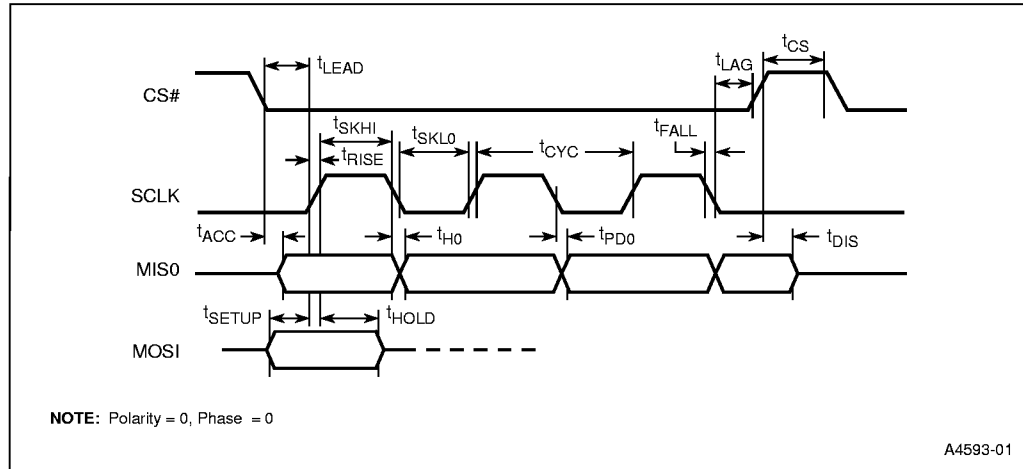 tCS
tLEAD
tLAG
CS#
tSKHI
tSKL0
tFALL
tCYC
tRISE
SCLK
tACC
tH0
tPD0
tDIS
MIS0
tSETUP
tHOLD
MOSI
NOTE: Polarity = 0, Phase = 0
A4593-01